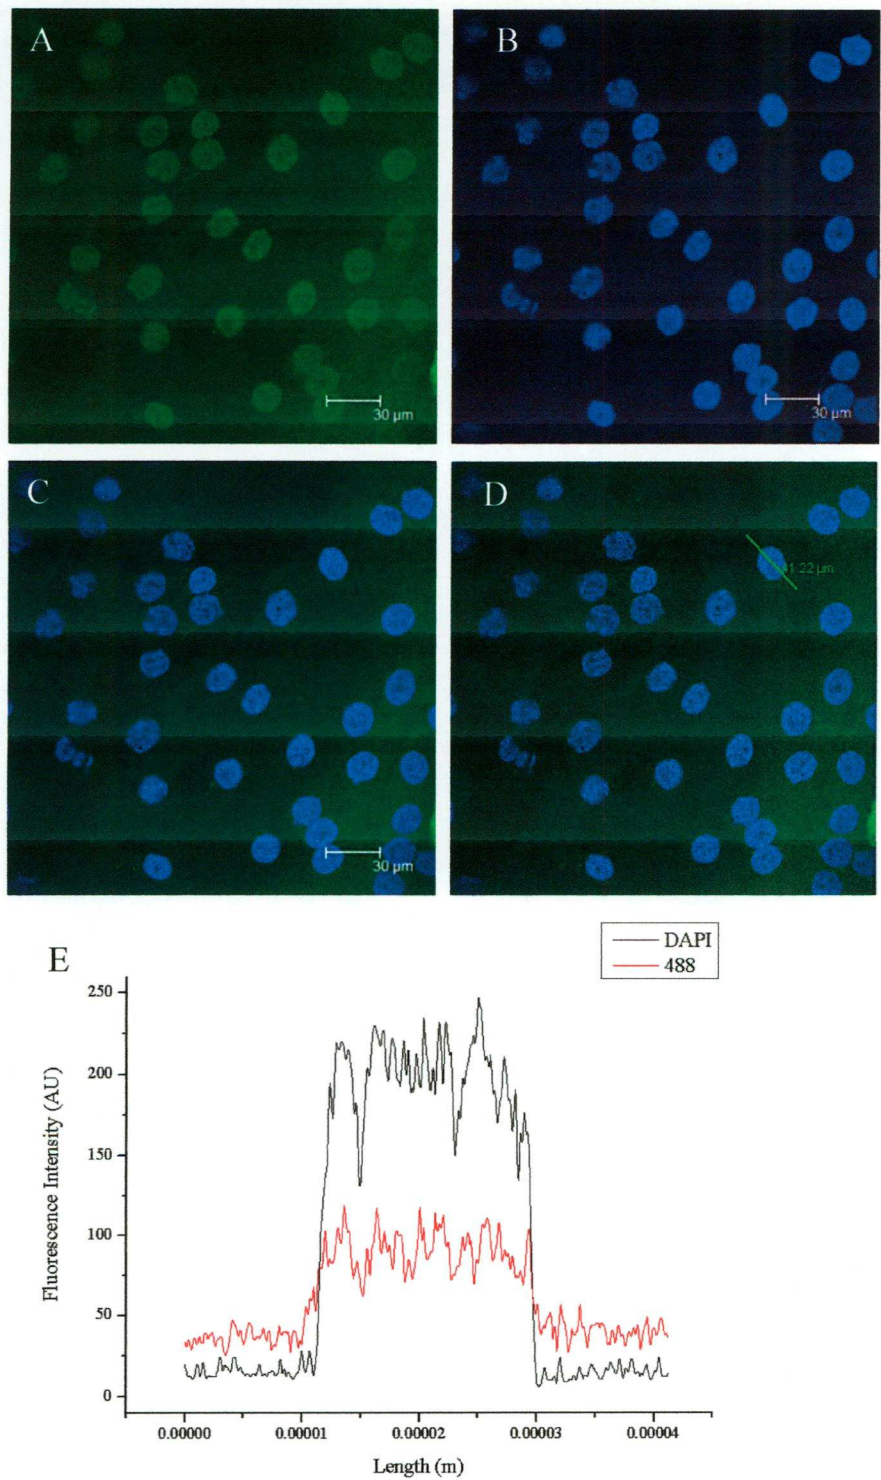 A
B
30 µm
30 µm
C
D
41.22 µm
30 µm
E
DAPI
488
250
200
150
100
50
0
Fluorescence Intensity (AU)
0.00000
0.00001
0.00002
0.00003
0.00004
Length (m)